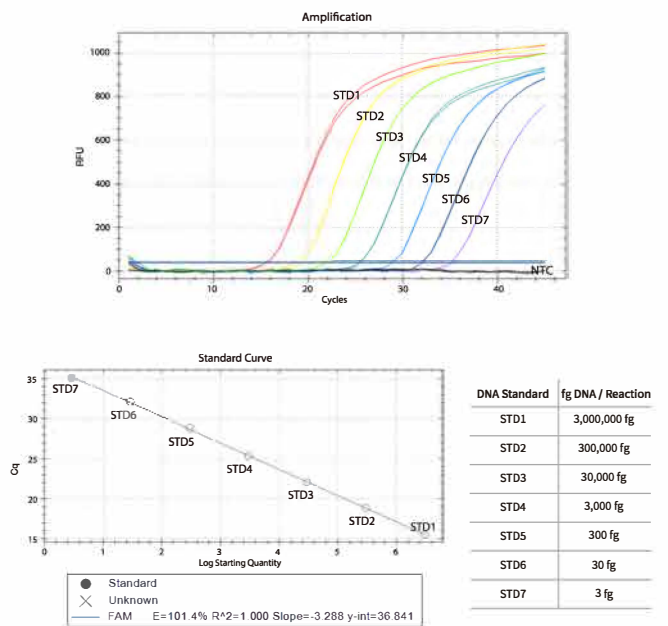 Amplification
1000
800
600
400
200
0
RFU
STD1
STD2
STD3
STD4
STD5
STD6
STD7
NTC
0 10 20 30 40
Cycles
Standard Curve
35
30
25
20
15
Cq
STD7
STD6
STD5
STD4
STD3
STD2
STD1
0 1 2 3 4 5 6
Log Starting Quantity
Standard
Unknown
FAM E=101.4% R^2=1.000 Slope=-3.288 y-int=36.841
DNA Standard fg DNA / Reaction
STD1 3,000,000 fg
STD2 300,000 fg
STD3 30,000 fg
STD4 3,000 fg
STD5 300 fg
STD6 30 fg
STD7 3 fg